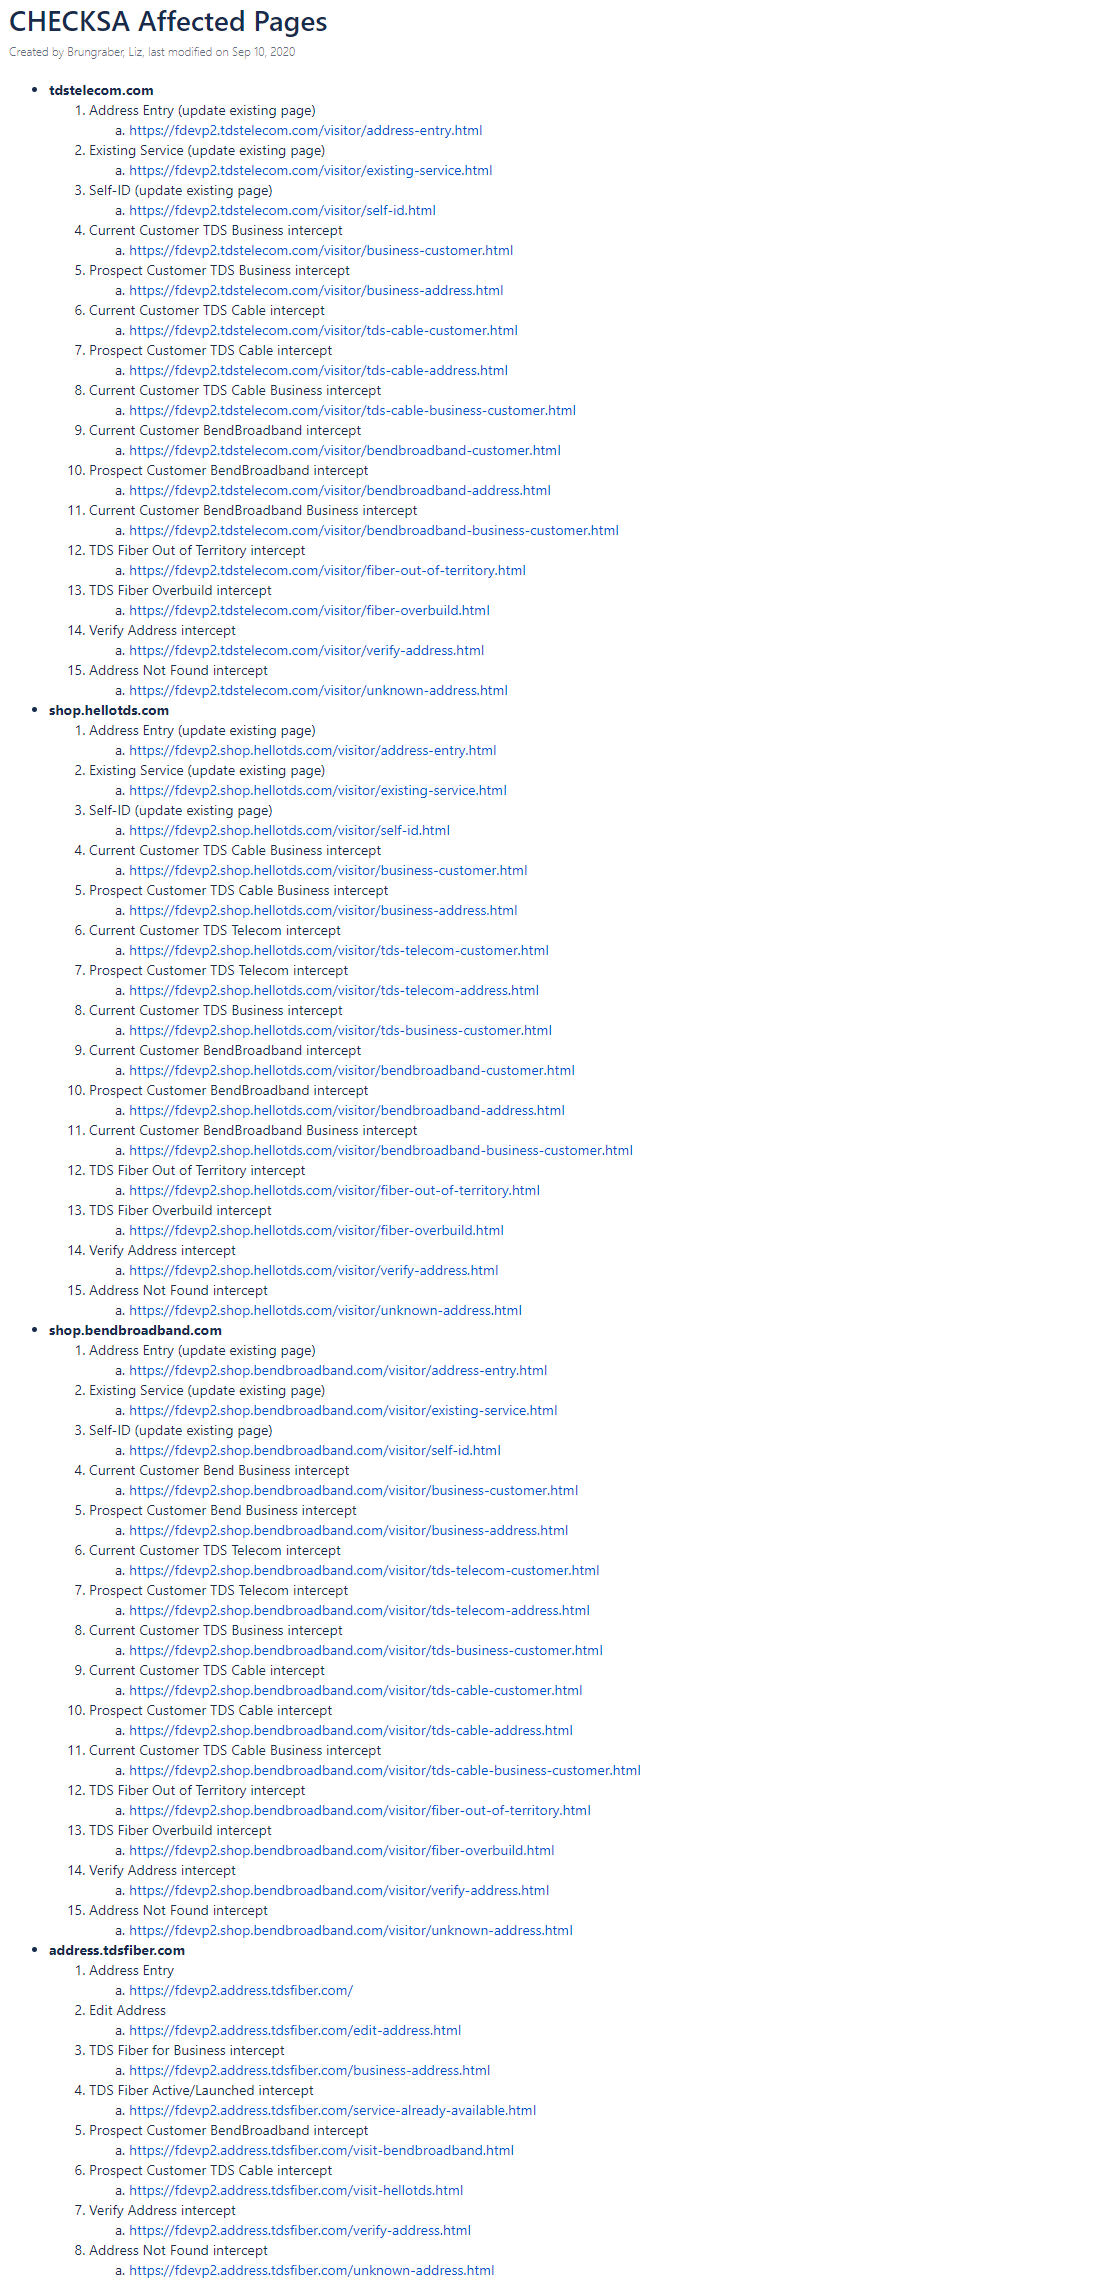 CHECKSA Affected Pages
Created by Brungraber, Liz, last modified on Sep 10, 2020
• tdstelecom.com
1. Address Entry (update existing page)
a. https://fdevp2.tdstelecom.com/visitor/address-entry.html
2. Existing Service (update existing page)
a. https://fdevp2.tdstelecom.com/visitor/existing-service.html
3. Self-ID (update existing page)
a. https://fdevp2.tdstelecom.com/visitor/self-id.html
4. Current Customer TDS Business intercept
a. https://fdevp2.tdstelecom.com/visitor/business-customer.html
5. Prospect Customer TDS Business intercept
a. https://fdevp2.tdstelecom.com/visitor/business-address.html
6. Current Customer TDS Cable intercept
a. https://fdevp2.tdstelecom.com/visitor/tds-cable-customer.html
7. Prospect Customer TDS Cable intercept
a. https://fdevp2.tdstelecom.com/visitor/tds-cable-address.html
8. Current Customer TDS Cable Business intercept
a. https://fdevp2.tdstelecom.com/visitor/tds-cable-business-customer.html
9. Current Customer BendBroadband intercept
a. https://fdevp2.tdstelecom.com/visitor/bendbroadband-customer.html
10. Prospect Customer BendBroadband intercept
a. https://fdevp2.tdstelecom.com/visitor/bendbroadband-address.html
11. Current Customer BendBroadband Business intercept
a. https://fdevp2.tdstelecom.com/visitor/bendbroadband-business-customer.html
12. TDS Fiber Out of Territory intercept
a. https://fdevp2.tdstelecom.com/visitor/fiber-out-of-territory.html
13. TDS Fiber Overbuild intercept
a. https://fdevp2.tdstelecom.com/visitor/fiber-overbuild.html
14. Verify Address intercept
a. https://fdevp2.tdstelecom.com/visitor/verify-address.html
15. Address Not Found intercept
a. https://fdevp2.tdstelecom.com/visitor/unknown-address.html
• shop.hellotds.com
1. Address Entry (update existing page)
a. https://fdevp2.shop.hellotds.com/visitor/address-entry.html
2. Existing Service (update existing page)
a. https://fdevp2.shop.hellotds.com/visitor/existing-service.html
3. Self-ID (update existing page)
a. https://fdevp2.shop.hellotds.com/visitor/self-id.html
4. Current Customer TDS Cable Business intercept
a. https://fdevp2.shop.hellotds.com/visitor/business-customer.html
5. Prospect Customer TDS Cable Business intercept
a. https://fdevp2.shop.hellotds.com/visitor/business-address.html
6. Current Customer TDS Telecom intercept
a. https://fdevp2.shop.hellotds.com/visitor/tds-telecom-customer.html
7. Prospect Customer TDS Telecom intercept
a. https://fdevp2.shop.hellotds.com/visitor/tds-telecom-address.html
8. Current Customer TDS Business intercept
a. https://fdevp2.shop.hellotds.com/visitor/tds-business-customer.html
9. Current Customer BendBroadband intercept
a. https://fdevp2.shop.hellotds.com/visitor/bendbroadband-customer.html
10. Prospect Customer BendBroadband intercept
a. https://fdevp2.shop.hellotds.com/visitor/bendbroadband-address.html
11. Current Customer BendBroadband Business intercept
a. https://fdevp2.shop.hellotds.com/visitor/bendbroadband-business-customer.html
12. TDS Fiber Out of Territory intercept
a. https://fdevp2.shop.hellotds.com/visitor/fiber-out-of-territory.html
13. TDS Fiber Overbuild intercept
a. https://fdevp2.shop.hellotds.com/visitor/fiber-overbuild.html
14. Verify Address intercept
a. https://fdevp2.shop.hellotds.com/visitor/verify-address.html
15. Address Not Found intercept
a. https://fdevp2.shop.hellotds.com/visitor/unknown-address.html
• shop.bendbroadband.com
1. Address Entry (update existing page)
a. https://fdevp2.shop.bendbroadband.com/visitor/address-entry.html
2. Existing Service (update existing page)
a. https://fdevp2.shop.bendbroadband.com/visitor/existing-service.html
3. Self-ID (update existing page)
a. https://fdevp2.shop.bendbroadband.com/visitor/self-id.html
4. Current Customer Bend Business intercept
a. https://fdevp2.shop.bendbroadband.com/visitor/business-customer.html
5. Prospect Customer Bend Business intercept
a. https://fdevp2.shop.bendbroadband.com/visitor/business-address.html
6. Current Customer TDS Telecom intercept
a. https://fdevp2.shop.bendbroadband.com/visitor/tds-telecom-customer.html
7. Prospect Customer TDS Telecom intercept
a. https://fdevp2.shop.bendbroadband.com/visitor/tds-telecom-address.html
8. Current Customer TDS Business intercept
a. https://fdevp2.shop.bendbroadband.com/visitor/tds-business-customer.html
9. Current Customer TDS Cable intercept
a. https://fdevp2.shop.bendbroadband.com/visitor/tds-cable-customer.html
10. Prospect Customer TDS Cable intercept
a. https://fdevp2.shop.bendbroadband.com/visitor/tds-cable-address.html
11. Current Customer TDS Cable Business intercept
a. https://fdevp2.shop.bendbroadband.com/visitor/tds-cable-business-customer.html
12. TDS Fiber Out of Territory intercept
a. https://fdevp2.shop.bendbroadband.com/visitor/fiber-out-of-territory.html
13. TDS Fiber Overbuild intercept
a. https://fdevp2.shop.bendbroadband.com/visitor/fiber-overbuild.html
14. Verify Address intercept
a. https://fdevp2.shop.bendbroadband.com/visitor/verify-address.html
15. Address Not Found intercept
a. https://fdevp2.shop.bendbroadband.com/visitor/unknown-address.html
• address.tdsfiber.com
1. Address Entry
a. https://fdevp2.address.tdsfiber.com/
2. Edit Address
a. https://fdevp2.address.tdsfiber.com/edit-address.html
3. TDS Fiber for Business intercept
a. https://fdevp2.address.tdsfiber.com/business-address.html
4. TDS Fiber Active/Launched intercept
a. https://fdevp2.address.tdsfiber.com/service-already-available.html
5. Prospect Customer BendBroadband intercept
a. https://fdevp2.address.tdsfiber.com/visit-bendbroadband.html
6. Prospect Customer TDS Cable intercept
a. https://fdevp2.address.tdsfiber.com/visit-hellotds.html
7. Verify Address intercept
a. https://fdevp2.address.tdsfiber.com/verify-address.html
8. Address Not Found intercept
a. https://fdevp2.address.tdsfiber.com/unknown-address.html